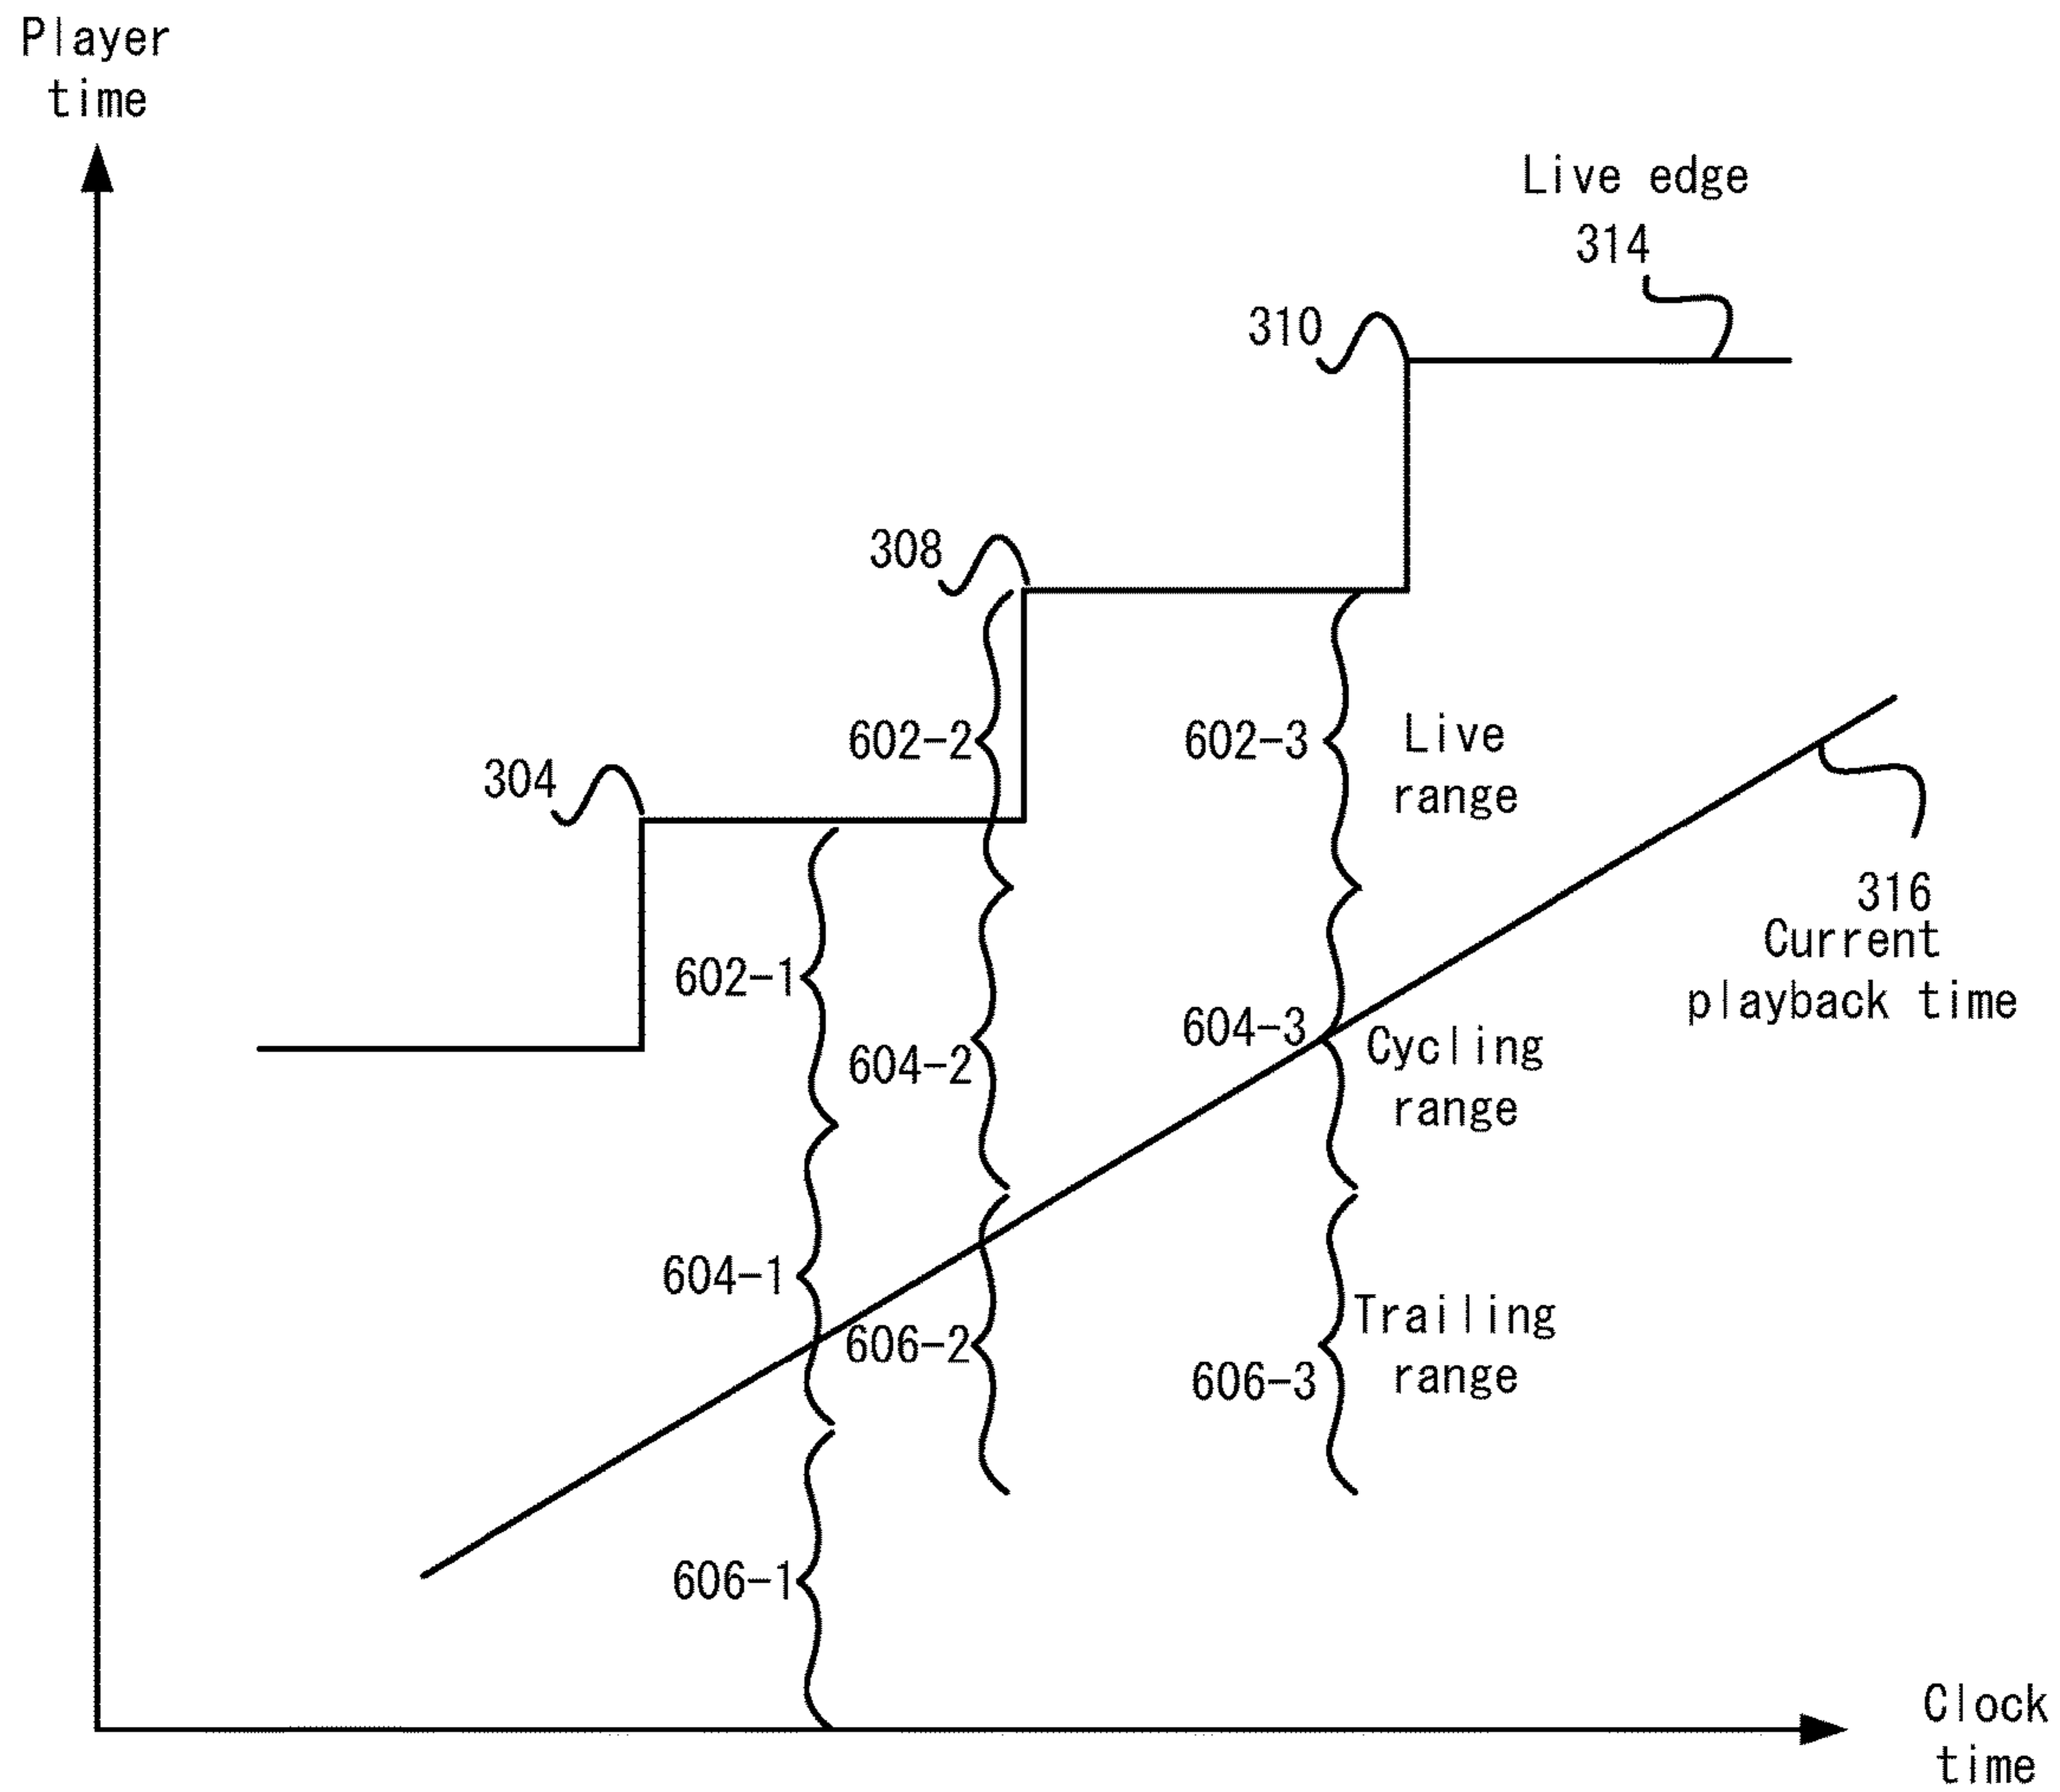 Player
time
Live edge
314
310
308
602-2
602-3
Live
range
304
316
Current
playback time
602-1
604-2
604-3
Cycling
range
604-1
606-2
Trailing
range
606-3
606-1
Clock
time